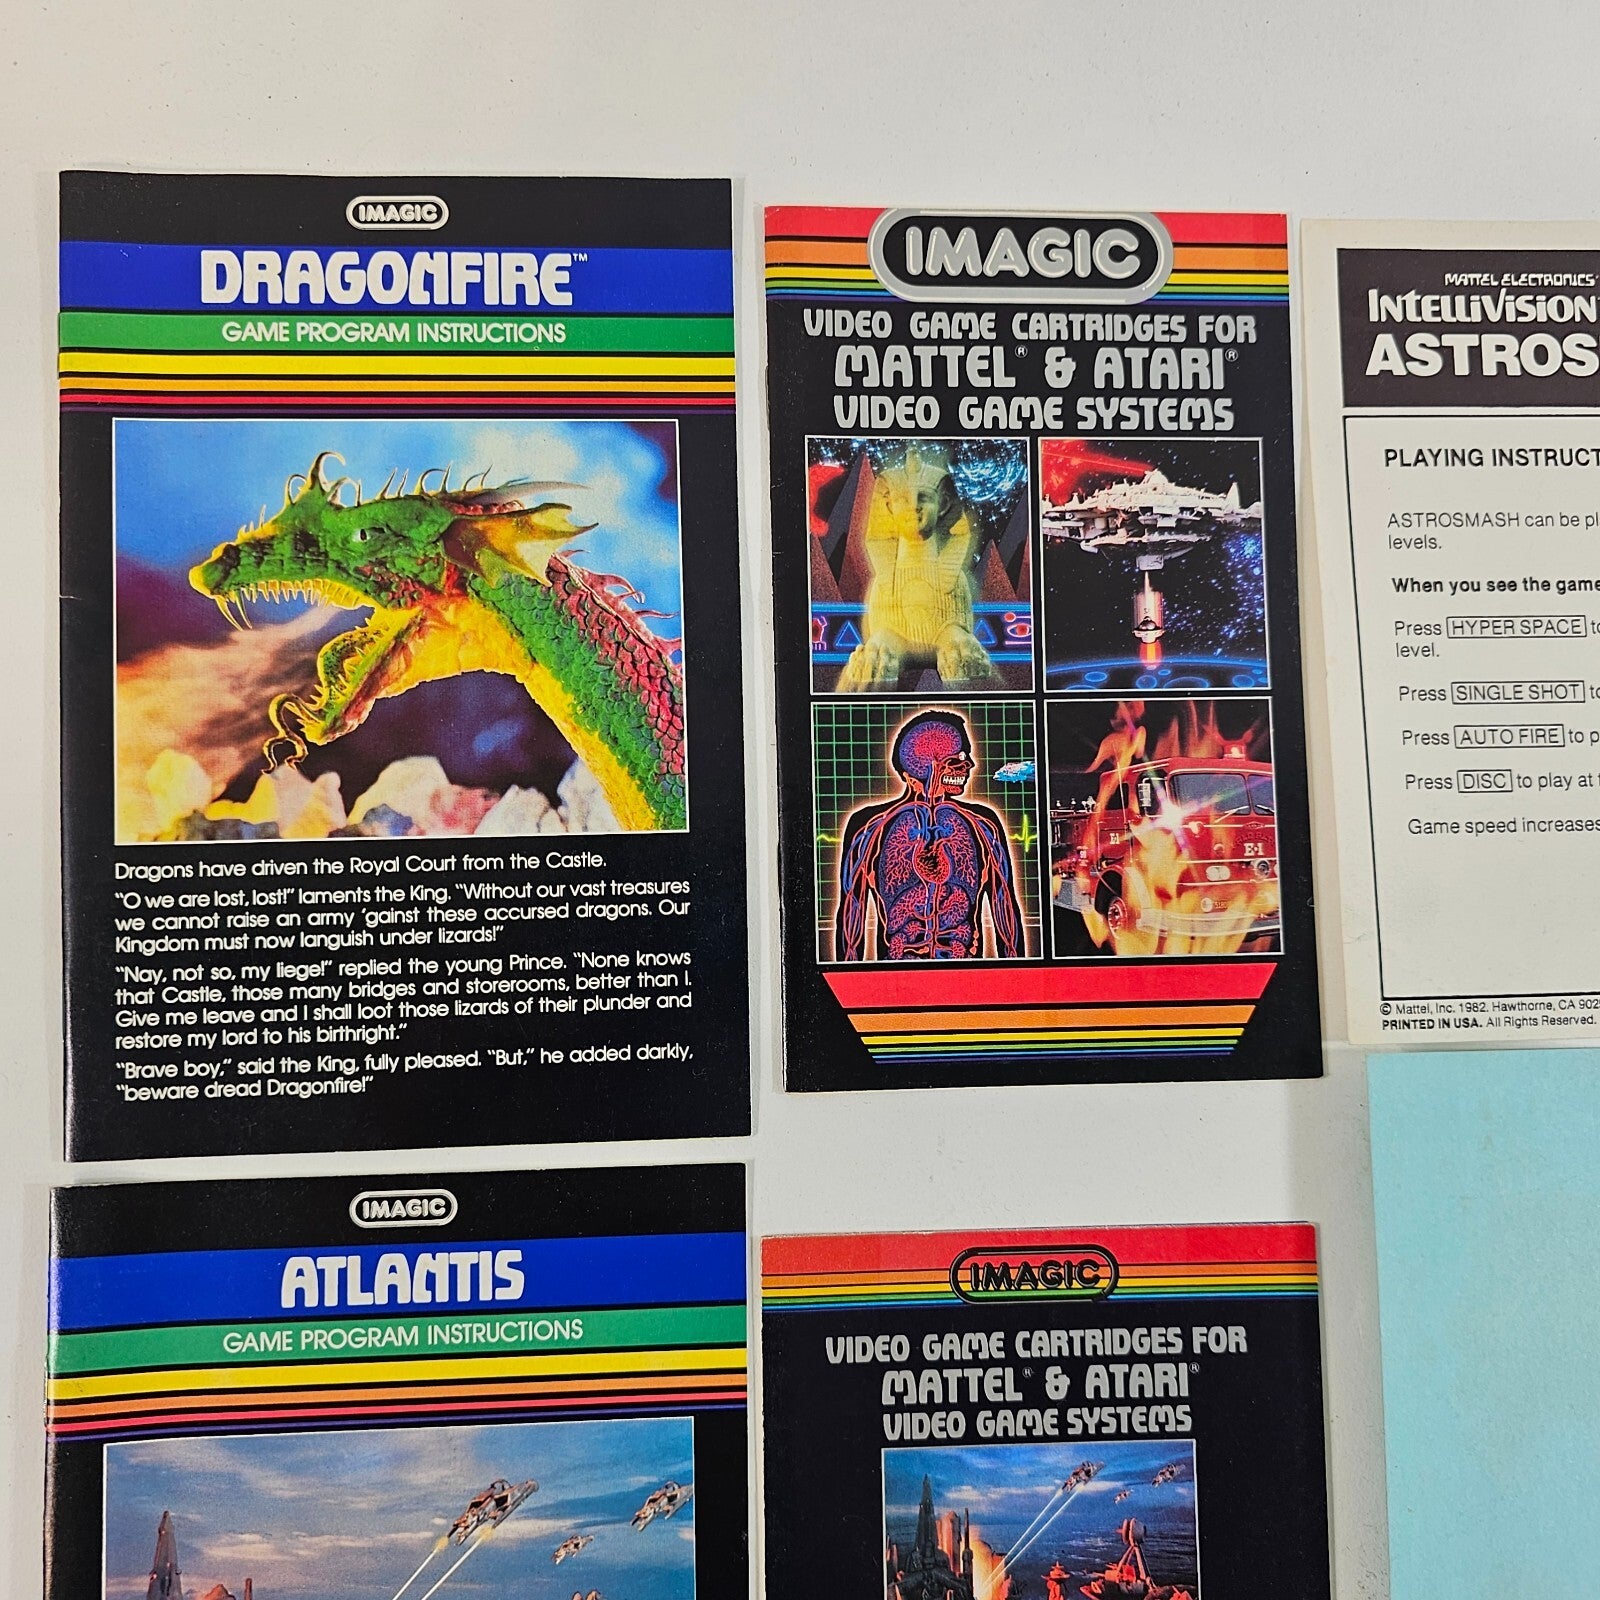 IMAGIC
DRAGONFIRE™
GAME PROGRAM INSTRUCTIONS
Dragons have driven the Royal Court from the Castle.
"O we are lost, lost!" laments the King. "Without our vast treasures
we cannot raise an army 'gainst these accursed dragons. Our
Kingdom must now languish under lizards!"
"Nay, not so, my liege!" replied the young Prince. "None knows
that Castle, those many bridges and storerooms, better than I.
Give me leave and I shall loot those lizards of their plunder and
restore my lord to his birthright."
"Brave boy," said the King, fully pleased. "But," he added darkly,
"beware dread Dragonfire!"
IMAGIC
VIDEO GAME CARTRIDGES FOR
MATTEL® & ATARI®
VIDEO GAME SYSTEMS
E-1
E-1
MATTEL ELECTRONICS®
INTELLIVISION
ASTROS
PLAYING INSTRUCT
ASTROSMASH can be pl
levels.
When you see the game
Press HYPER SPACE to
level.
Press SINGLE SHOT to
Press AUTO FIRE to p
Press DISC to play at
Game speed increases
© Mattel, Inc. 1982. Hawthorne, CA 902
PRINTED IN USA. All Rights Reserved.
IMAGIC
ATLANTIS
GAME PROGRAM INSTRUCTIONS
IMAGIC
VIDEO GAME CARTRIDGES FOR
MATTEL® & ATARI®
VIDEO GAME SYSTEMS